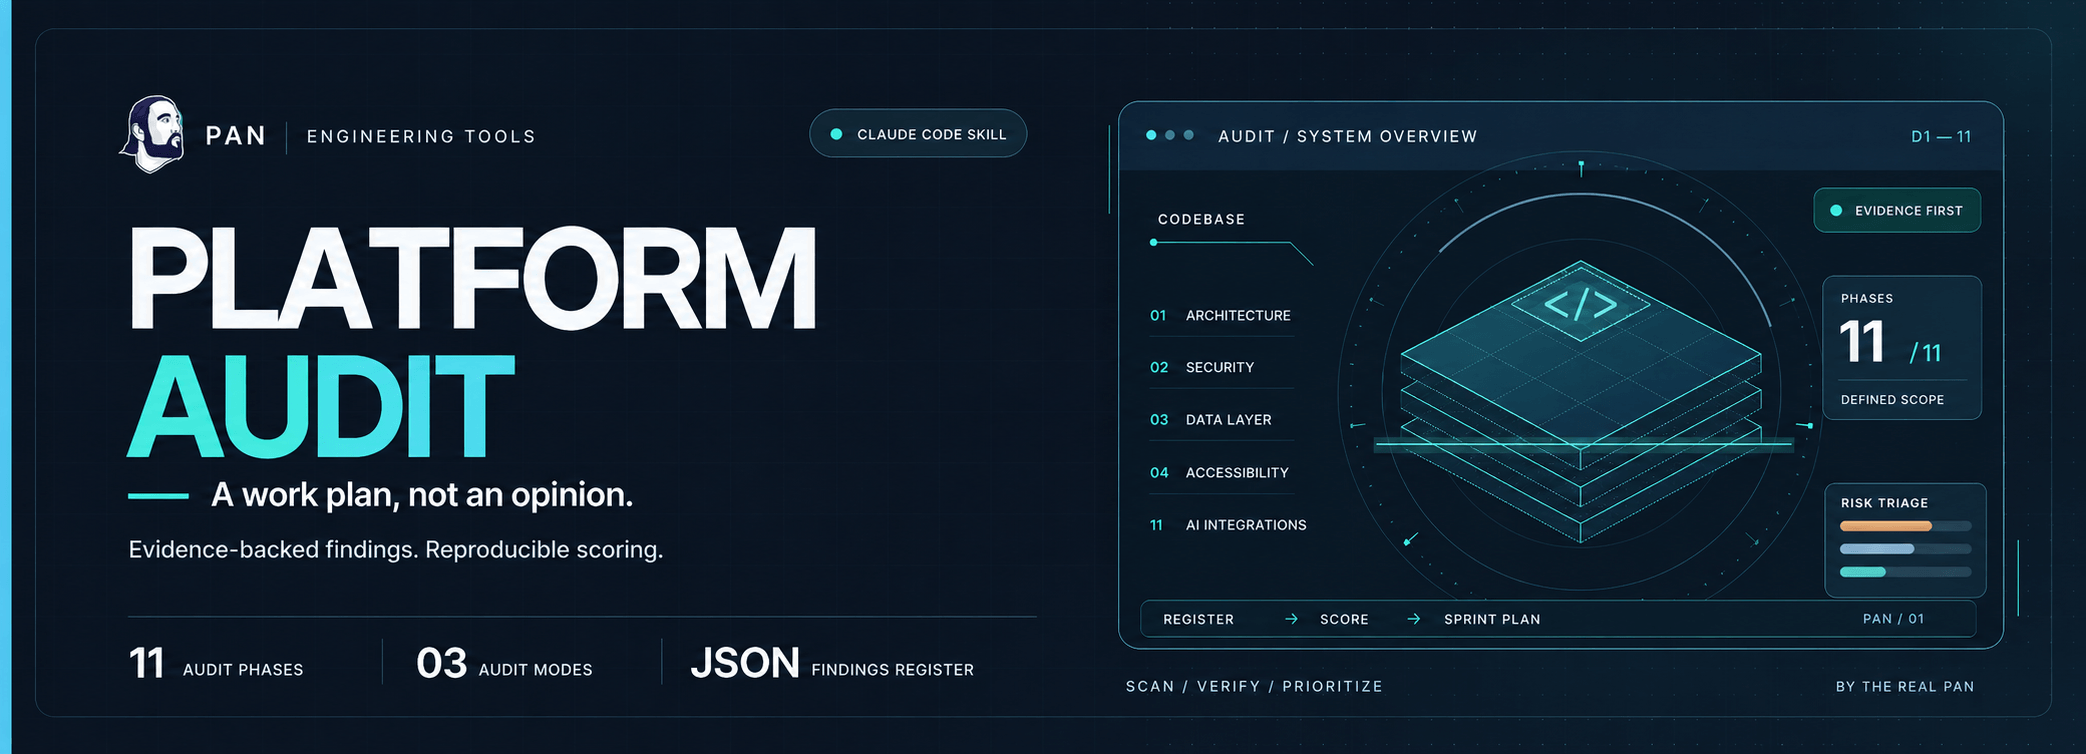 PAN | ENGINEERING TOOLS
CLAUDE CODE SKILL
PLATFORM
AUDIT
A work plan, not an opinion.
Evidence-backed findings. Reproducible scoring.
11 AUDIT PHASES
03 AUDIT MODES
JSON FINDINGS REGISTER
AUDIT / SYSTEM OVERVIEW
D1 — 11
CODEBASE
01 ARCHITECTURE
02 SECURITY
03 DATA LAYER
04 ACCESSIBILITY
11 AI INTEGRATIONS
</>
EVIDENCE FIRST
PHASES
11 / 11
DEFINED SCOPE
RISK TRIAGE
REGISTER → SCORE → SPRINT PLAN
PAN / 01
SCAN / VERIFY / PRIORITIZE
BY THE REAL PAN